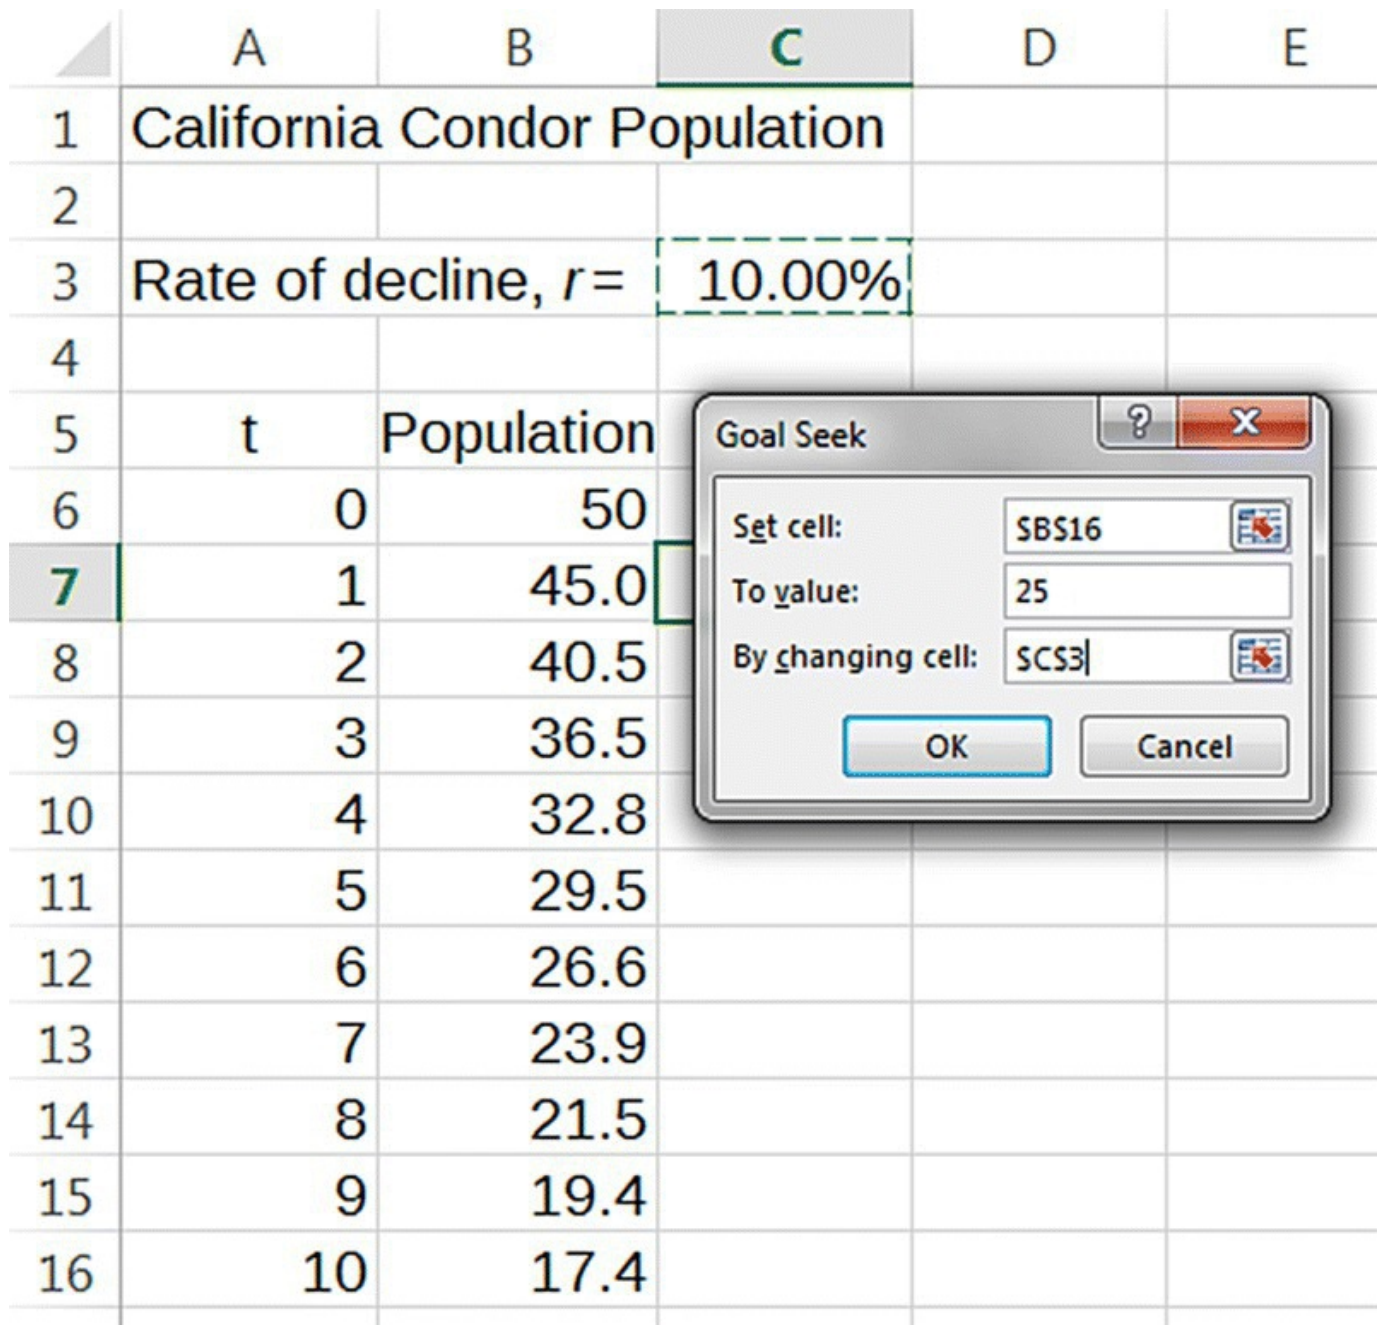 A B C D E
1 California Condor Population
2
3 Rate of decline, r = 10.00%
4
5 t Population
6 0 50
7 1 45.0
8 2 40.5
9 3 36.5
10 4 32.8
11 5 29.5
12 6 26.6
13 7 23.9
14 8 21.5
15 9 19.4
16 10 17.4
Goal Seek ? X
Set cell: $B$16
To value: 25
By changing cell: $C$3
OK Cancel